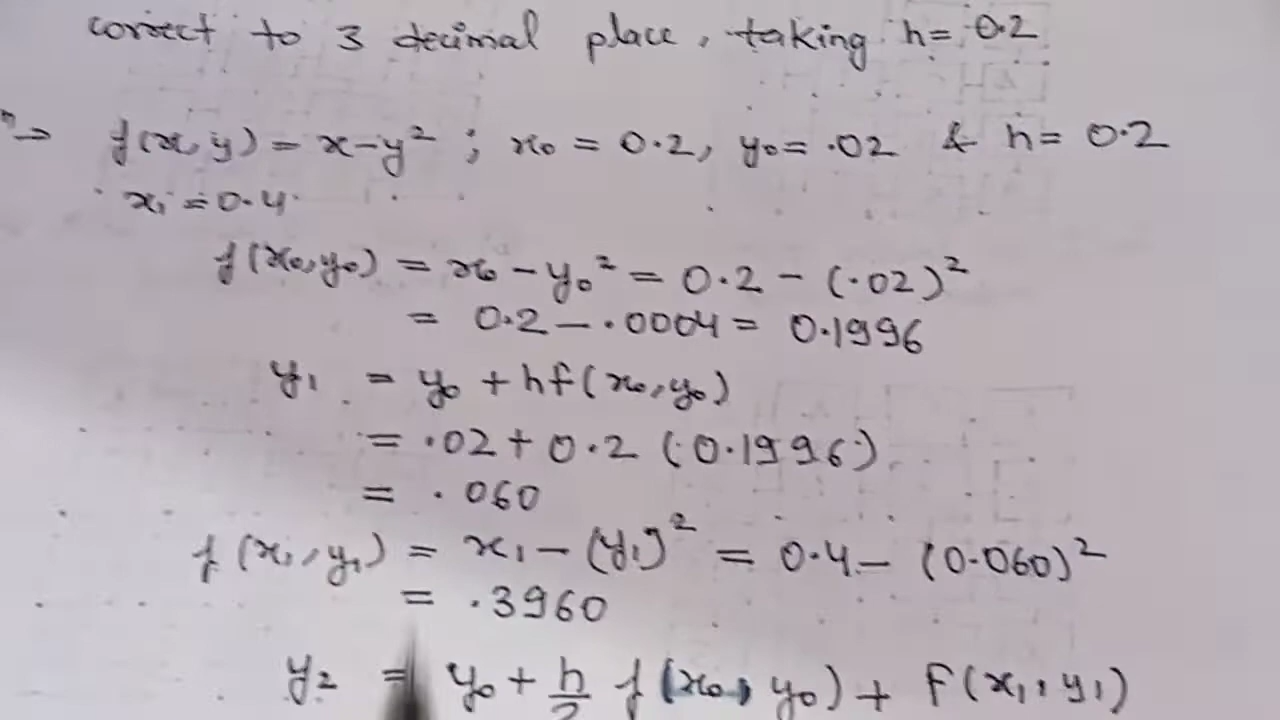 correct to 3 decimal place, taking h= 0.2
⇒ f(x,y) = x-y² ; x₀ = 0.2, y₀= .02 & h= 0.2
x₁ = 0.4
f(x₀,y₀) = x₀ - y₀² = 0.2 - (.02)²
= 0.2 - .0004 = 0.1996
y₁ = y₀ + hf(x₀,y₀)
= .02 + 0.2 (0.1996)
= .060
f(x₁,y₁) = x₁ - (y₁)² = 0.4 - (0.060)²
= .3960
y₂ = y₀ + h/2 f(x₀, y₀) + f(x₁, y₁)